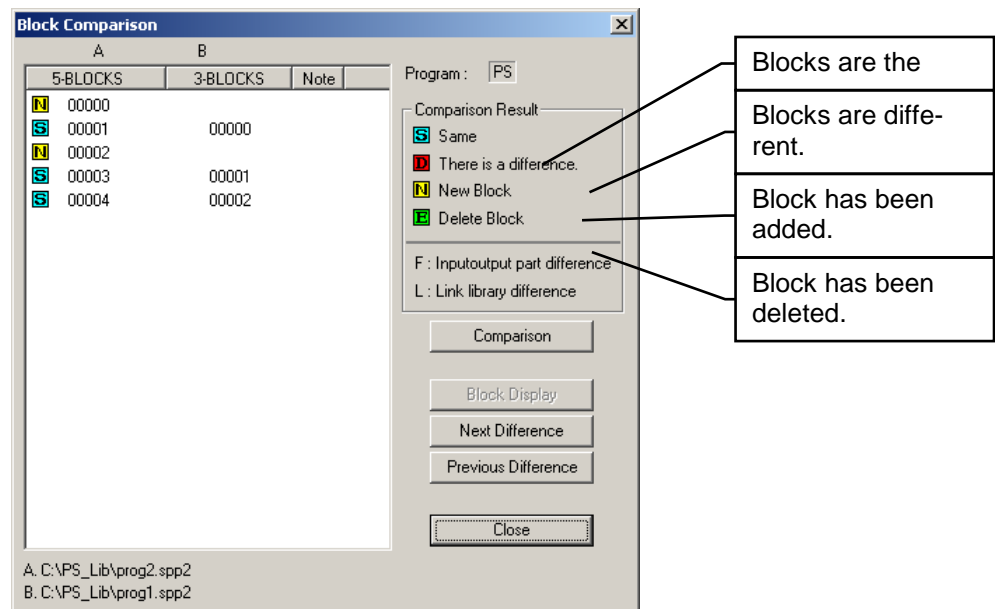 Block Comparison
A B
5-BLOCKS 3-BLOCKS Note
N 00000
S 00001 00000
N 00002
S 00003 00001
S 00004 00002
Program : PS
Comparison Result
S Same
D There is a difference.
N New Block
E Delete Block
F : Inputoutput part difference
L : Link library difference
Comparison
Block Display
Next Difference
Previous Difference
Close
A. C:\PS_Lib\prog2.spp2
B. C:\PS_Lib\prog1.spp2
Blocks are the
Blocks are diffe-
rent.
Block has been
added.
Block has been
deleted.